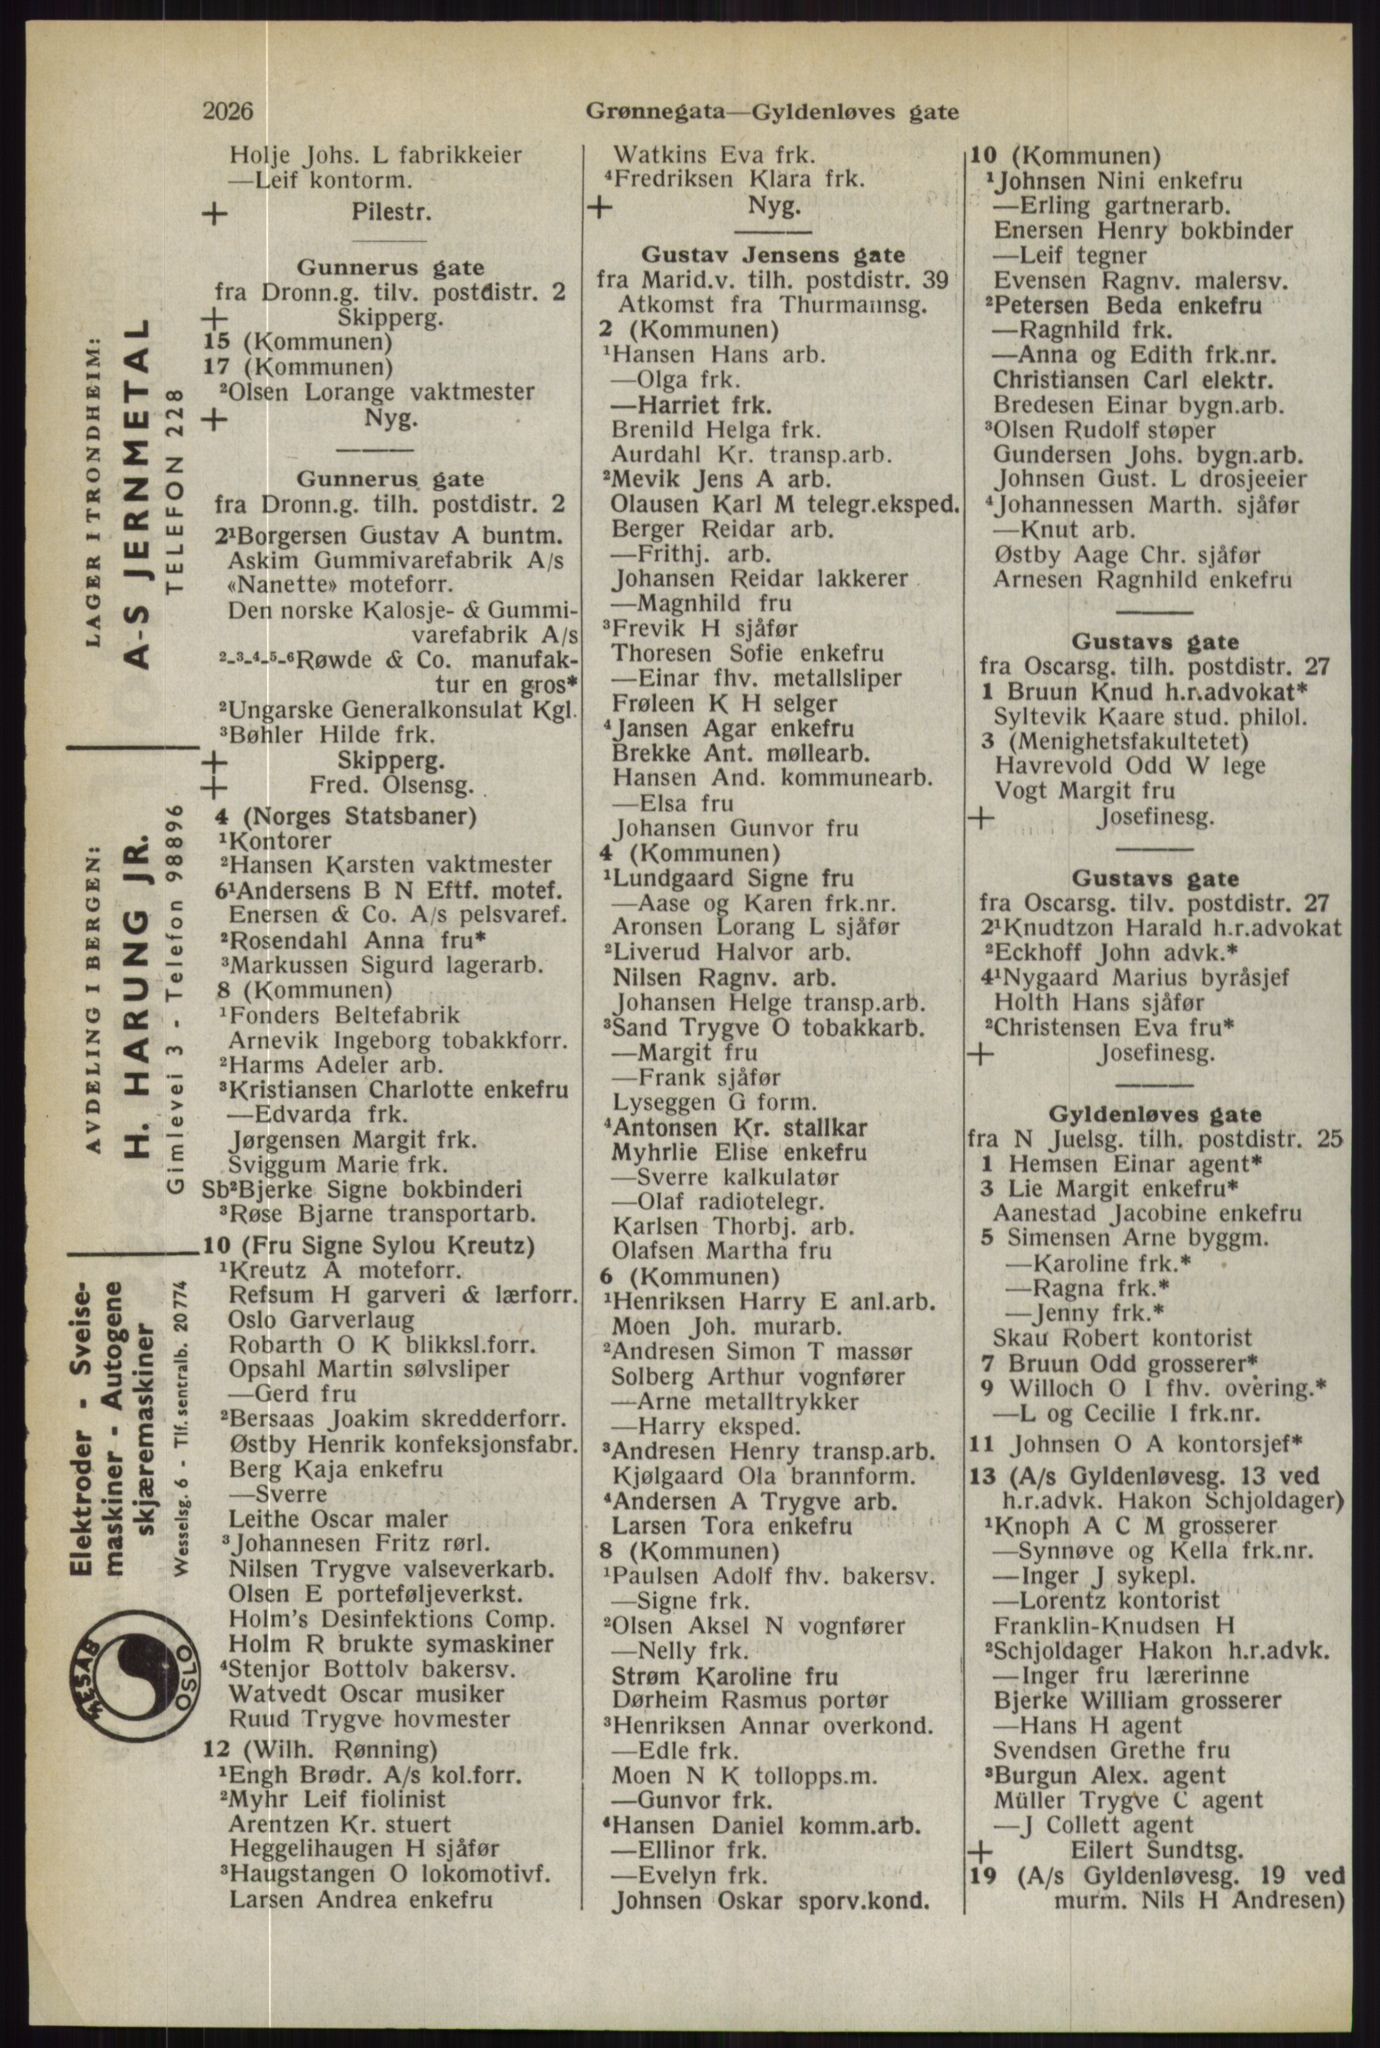 2026
Grønnegata—Gyldenløves gate
Holje Johs. L fabrikkeier
—Leif kontorm.
+ Pilestr.
Gunnerus gate
fra Dronn.g. tilv. postdistr. 2
+ Skipperg.
15 (Kommunen)
17 (Kommunen)
²Olsen Lorange vaktmester
+ Nyg.
Gunnerus gate
fra Dronn.g. tilh. postdistr. 2
2¹Borgersen Gustav A buntm.
Askim Gummivarefabrik A/s
«Nanette» moteforr.
Den norske Kalosje- & Gummi-
varefabrik A/s
²-³-⁴-⁵-⁶Røwde & Co. manufak-
tur en gros*
²Ungarske Generalkonsulat Kgl.
³Bøhler Hilde frk.
+ Skipperg.
+ Fred. Olsensg.
4 (Norges Statsbaner)
¹Kontorer
²Hansen Karsten vaktmester
6¹Andersens B N Eftf. motef.
Enersen & Co. A/s pelsvaref.
²Rosendahl Anna fru*
³Markussen Sigurd lagerarb.
8 (Kommunen)
¹Fonders Beltefabrik
Arnevik Ingeborg tobakkforr.
²Harms Adeler arb.
³Kristiansen Charlotte enkefru
—Edvarda frk.
Jørgensen Margit frk.
Sviggum Marie frk.
Sb²Bjerke Signe bokbinderi
³Røse Bjarne transportarb.
10 (Fru Signe Sylou Kreutz)
¹Kreutz A moteforr.
Refsum H garveri & lærforr.
Oslo Garverlaug
Robarth O K blikksl.forr.
Opsahl Martin sølvsliper
—Gerd fru
²Bersaas Joakim skredderforr.
Østby Henrik konfeksjonsfabr.
Berg Kaja enkefru
—Sverre
Leithe Oscar maler
³Johannesen Fritz rørl.
Nilsen Trygve valseverkarb.
Olsen E porteføljeverkst.
Holm's Desinfektions Comp.
Holm R brukte symaskiner
⁴Stenjor Bottolv bakersv.
Watvedt Oscar musiker
Ruud Trygve hovmester
12 (Wilh. Rønning)
¹Engh Brødr. A/s kol.forr.
²Myhr Leif fiolinist
Arentzen Kr. stuert
Heggelihaugen H sjåfør
³Haugstangen O lokomotivf.
Larsen Andrea enkefru
Watkins Eva frk.
⁴Fredriksen Klara frk.
+ Nyg.
Gustav Jensens gate
fra Marid.v. tilh. postdistr. 39
Atkomst fra Thurmannsg.
2 (Kommunen)
¹Hansen Hans arb.
—Olga frk.
—Harriet frk.
Brenild Helga frk.
Aurdahl Kr. transp.arb.
²Mevik Jens A arb.
Olausen Karl M telegr.eksped.
Berger Reidar arb.
—Frithj. arb.
Johansen Reidar lakkerer
—Magnhild fru
³Frevik H sjåfør
Thoresen Sofie enkefru
—Einar fhv. metallsliper
Frøleen K H selger
⁴Jansen Agar enkefru
Brekke Ant. møllearb.
Hansen And. kommunearb.
—Elsa fru
Johansen Gunvor fru
4 (Kommunen)
¹Lundgaard Signe fru
—Aase og Karen frk.nr.
Aronsen Lorang L sjåfør
²Liverud Halvor arb.
Nilsen Ragnv. arb.
Johansen Helge transp.arb.
³Sand Trygve O tobakkarb.
—Margit fru
—Frank sjåfør
Lyseggen G form.
⁴Antonsen Kr. stallkar
Myhrlie Elise enkefru
—Sverre kalkulatør
—Olaf radiotelegr.
Karlsen Thorbj. arb.
Olafsen Martha fru
6 (Kommunen)
¹Henriksen Harry E anl.arb.
Moen Joh. murarb.
²Andresen Simon T massør
Solberg Arthur vognfører
—Arne metalltrykker
—Harry eksped.
³Andresen Henry transp.arb.
Kjølgaard Ola brannform.
⁴Andersen A Trygve arb.
Larsen Tora enkefru
8 (Kommunen)
¹Paulsen Adolf fhv. bakersv.
—Signe frk.
²Olsen Aksel N vognfører
—Nelly frk.
Strøm Karoline fru
Dørheim Rasmus portør
³Henriksen Annar overkond.
—Edle frk.
Moen N K tollopps.m.
—Gunvor frk.
⁴Hansen Daniel komm.arb.
—Ellinor frk.
—Evelyn frk.
Johnsen Oskar sporv.kond.
10 (Kommunen)
¹Johnsen Nini enkefru
—Erling gartnerarb.
Enersen Henry bokbinder
—Leif tegner
Evensen Ragnv. malersv.
²Petersen Beda enkefru
—Ragnhild frk.
—Anna og Edith frk.nr.
Christiansen Carl elektr.
Bredesen Einar bygn.arb.
³Olsen Rudolf støper
Gundersen Johs. bygn.arb.
Johnsen Gust. L drosjeeier
⁴Johannessen Marth. sjåfør
—Knut arb.
Østby Aage Chr. sjåfør
Arnesen Ragnhild enkefru
Gustavs gate
fra Oscarsg. tilh. postdistr. 27
1 Bruun Knud h.r.advokat*
Syltevik Kaare stud. philol.
3 (Menighetsfakultetet)
Havrevold Odd W lege
Vogt Margit fru
+ Josefinesg.
Gustavs gate
fra Oscarsg. tilv. postdistr. 27
2¹Knudtzon Harald h.r.advokat
²Eckhoff John advk.*
4¹Nygaard Marius byråsjef
Holth Hans sjåfør
²Christensen Eva fru*
+ Josefinesg.
Gyldenløves gate
fra N Juelsg. tilh. postdistr. 25
1 Hemsen Einar agent*
3 Lie Margit enkefru*
Aanestad Jacobine enkefru
5 Simensen Arne byggm.
—Karoline frk.*
—Ragna frk.*
—Jenny frk.*
Skau Robert kontorist
7 Bruun Odd grosserer*
9 Willoch O I fhv. overing.*
—L og Cecilie I frk.nr.
11 Johnsen O A kontorsjef*
13 (A/s Gyldenløvesg. 13 ved
h.r.advk. Hakon Schjoldager)
¹Knoph A C M grosserer
—Synnøve og Kella frk.nr.
—Inger J sykepl.
—Lorentz kontorist
Franklin-Knudsen H
²Schjoldager Hakon h.r.advk.
—Inger fru lærerinne
Bjerke William grosserer
—Hans H agent
Svendsen Grethe fru
³Burgun Alex. agent
Müller Trygve C agent
—J Collett agent
+ Eilert Sundtsg.
19 (A/s Gyldenløvesg. 19 ved
murm. Nils H Andresen)
LAGER I TRONDHEIM:
A-S JERNMETAL
TELEFON 228
AVDELING I BERGEN:
H. HARUNG JR.
Gimlevei 3 - Telefon 98896
Elektroder - Sveise-
maskiner - Autogene
skjæremaskiner
Wesselsg. 6 - Tlf. sentralb. 20774
HESAB
OSLO